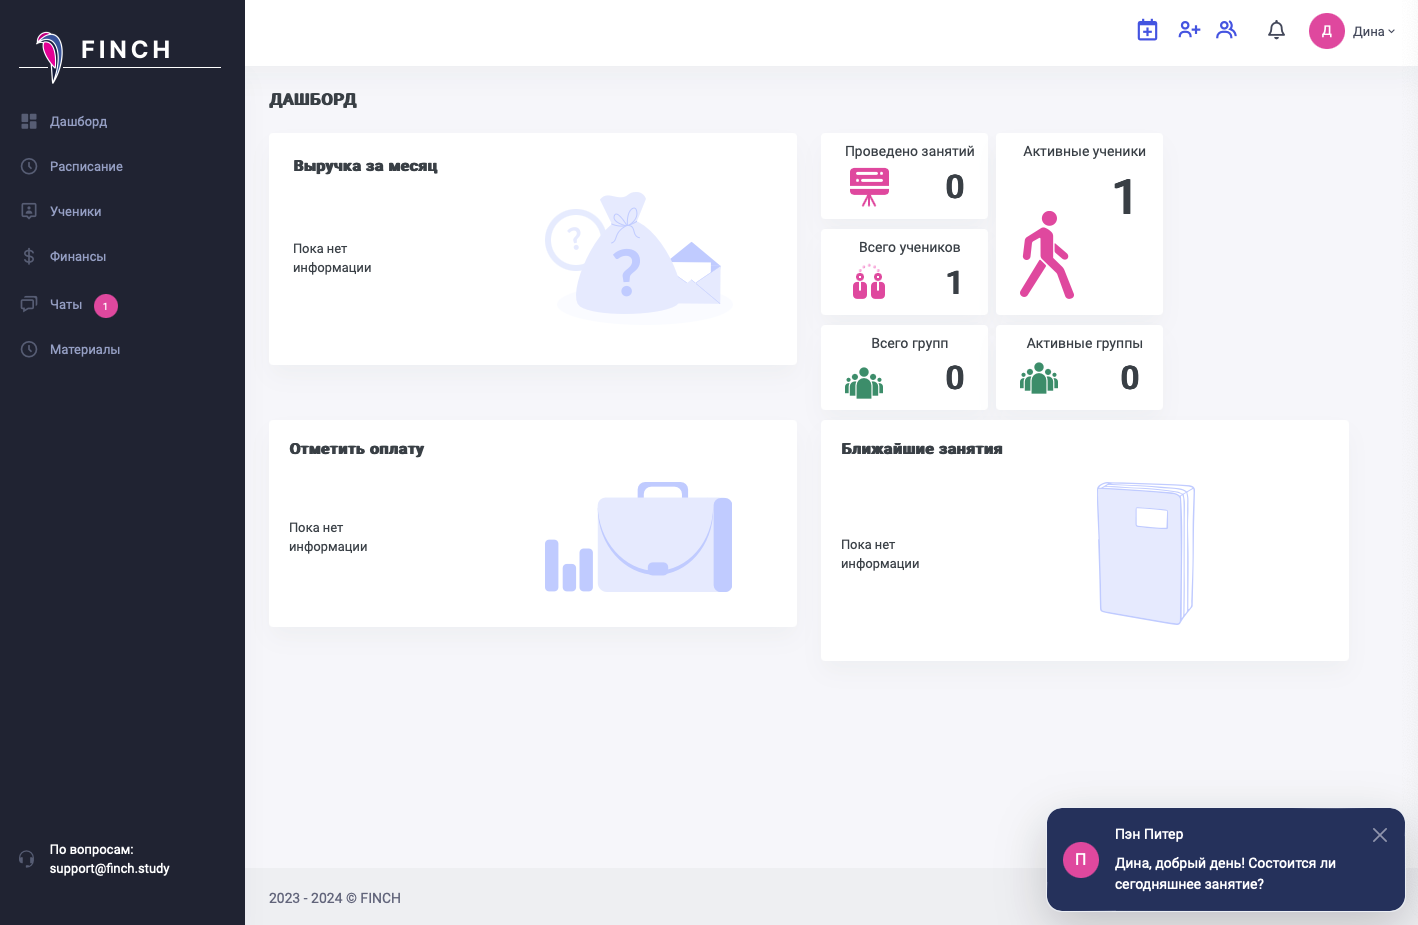 FINCH
Дашборд
Расписание
Ученики
Финансы
Чаты 1
Материалы
По вопросам:
support@finch.study
Д Дина
ДАШБОРД
Выручка за месяц
Пока нет
информации
?
?
Проведено занятий
0
Активные ученики
1
Всего учеников
1
Всего групп
0
Активные группы
0
Отметить оплату
Пока нет
информации
Ближайшие занятия
Пока нет
информации
2023 - 2024 © FINCH
П
Пэн Питер
Дина, добрый день! Состоится ли
сегодняшнее занятие?